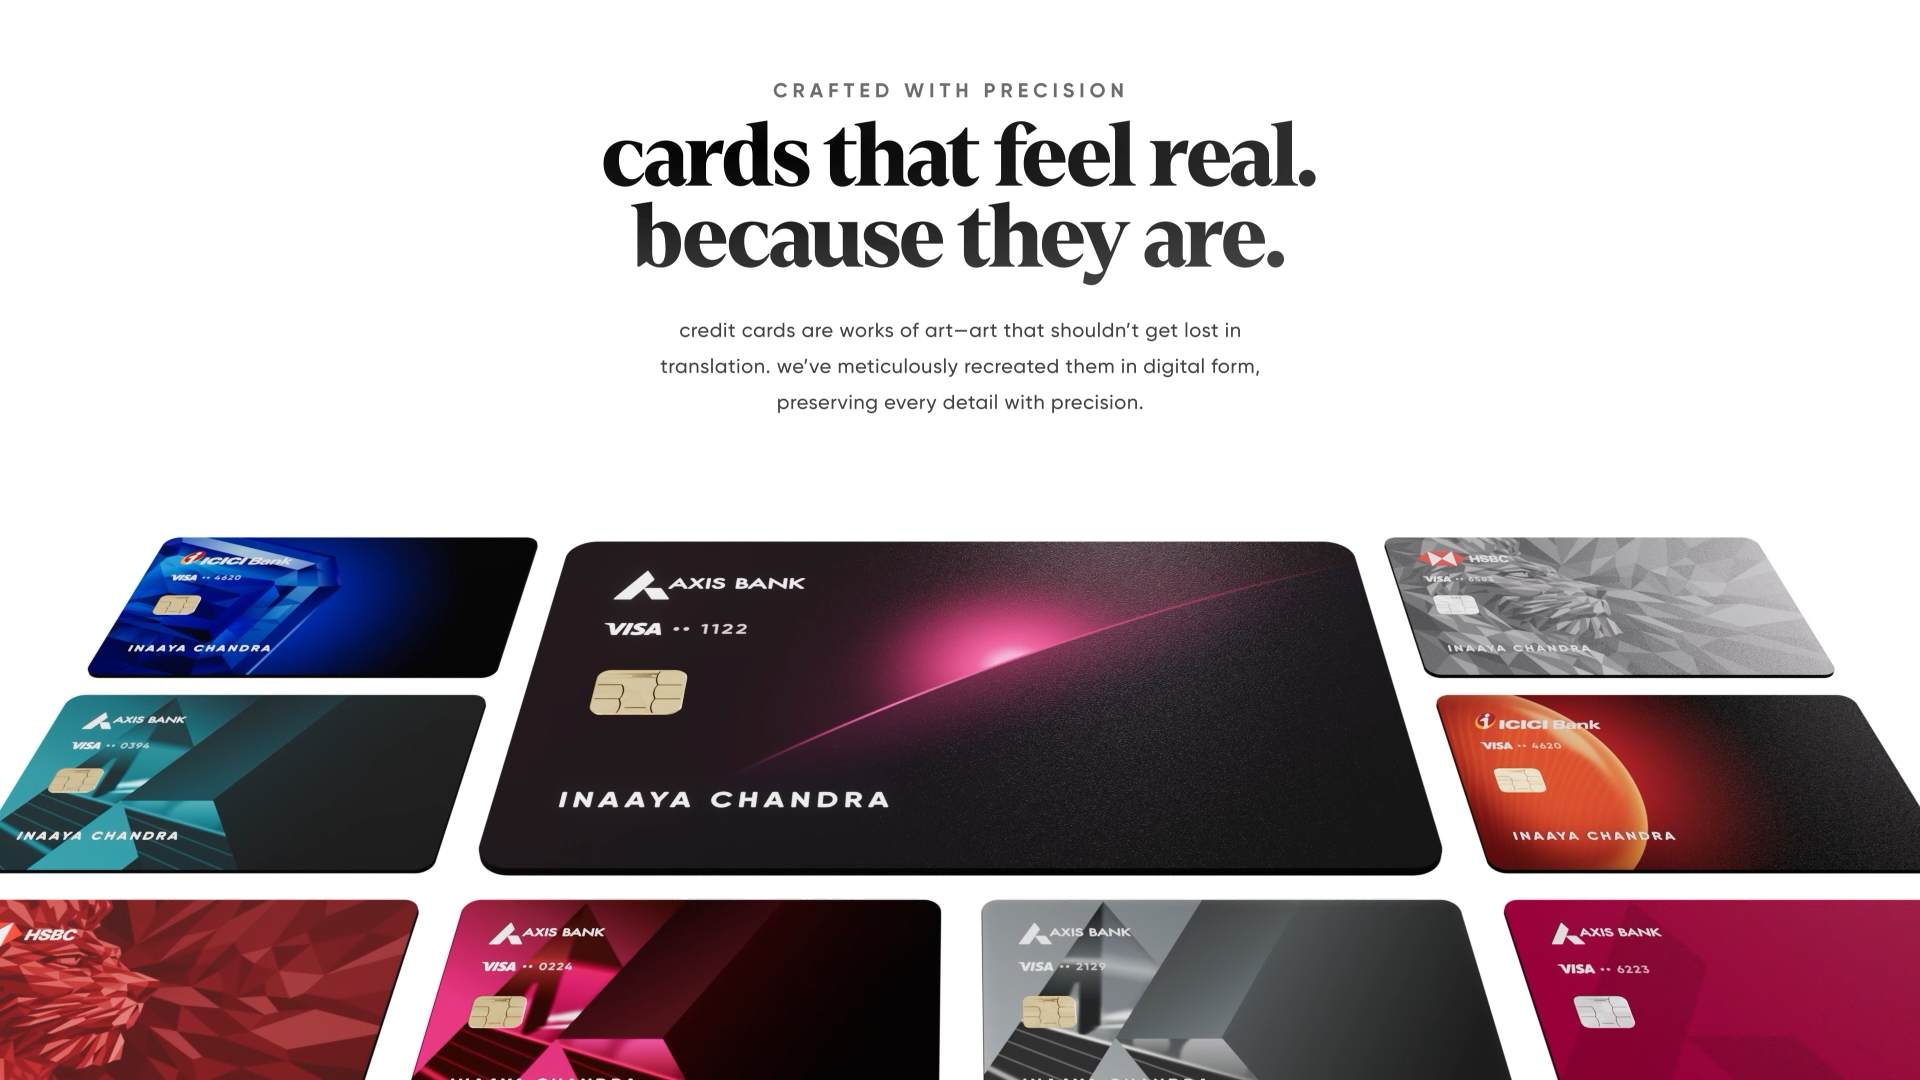 CRAFTED WITH PRECISION
cards that feel real.
because they are.
credit cards are works of art—art that shouldn't get lost in
translation. we've meticulously recreated them in digital form,
preserving every detail with precision.
ICICI Bank
VISA •• 4620
INAAYA CHANDRA
AXIS BANK
VISA •• 1122
INAAYA CHANDRA
HSBC
VISA
INAAYA CHANDRA
AXIS BANK
VISA •• 0394
INAAYA CHANDRA
ICICI Bank
VISA •• 4620
INAAYA CHANDRA
HSBC
AXIS BANK
VISA •• 0224
INAAYA CHANDRA
AXIS BANK
VISA •• 2129
INAAYA CHANDRA
AXIS BANK
VISA •• 6223